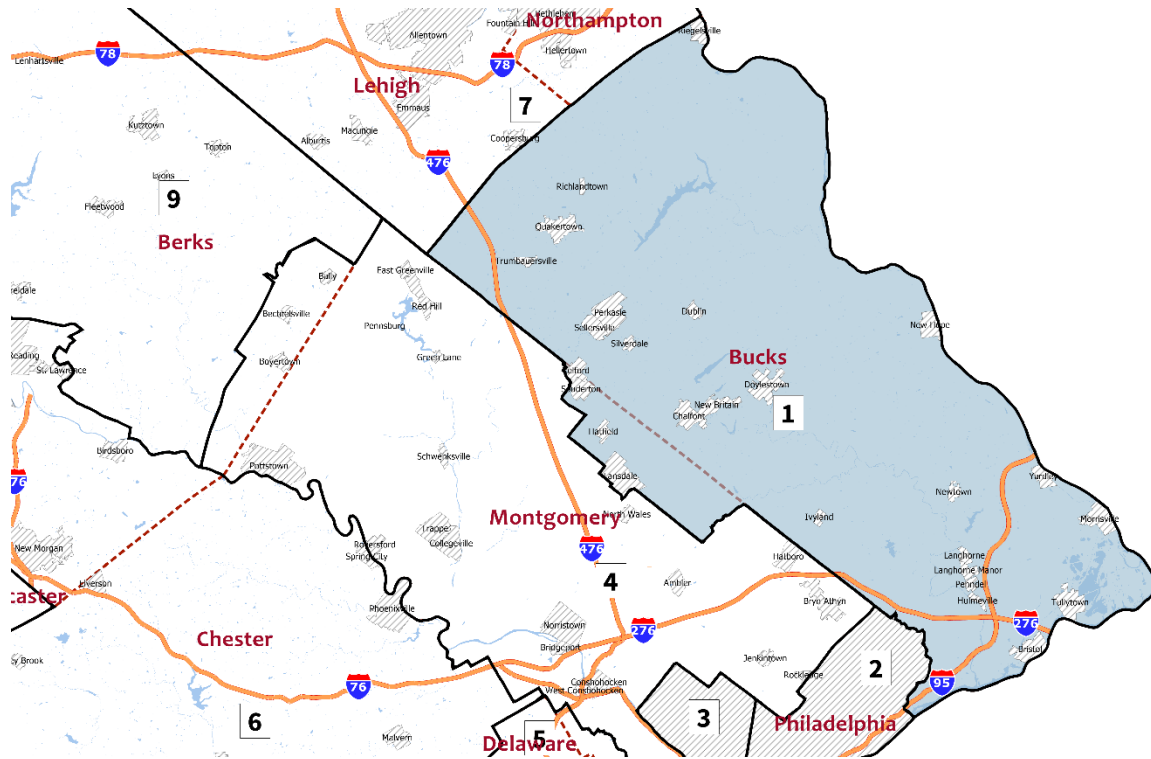 Northampton
Bethlehem
Fountain Hill
Riegelsville
Allentown
Hellertown
78
Lenhartsville
78
Lehigh
Emmaus
7
Kutztown
Macungie
Alburtis
Coopersburg
Topton
476
Lyons
9
Richlandtown
Fleetwood
Quakertown
Berks
Trumbauersville
Bally
East Greenville
Red Hill
Bechtelsville
Perkasie
Dublin
Pennsburg
Sellersville
New Hope
Silverdale
Reading
Boyertown
Green Lane
Bucks
St. Lawrence
Telford
Souderton
Doylestown
New Britain
Chalfont
1
Hatfield
Birdsboro
Schwenksville
Pottstown
Lansdale
76
Yardley
Newtown
North Wales
Ivyland
Montgomery
Morrisville
Trappe
Collegeville
New Morgan
Royersford
Spring City
476
Hatboro
Langhorne
Langhorne Manor
Penndel
4
Ambler
Elverson
Hulmeville
Tullytown
caster
Bryn Athyn
Phoenixville
Norristown
276
276
Chester
Bridgeport
Bristol
Jenkintown
2
Rockledge
Conshohocken
West Conshohocken
76
95
6
3
Philadelphia
Malvern
5
Delaware